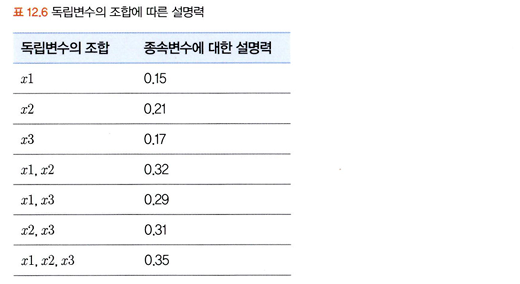 표 12.6 독립변수의 조합에 따른 설명력
독립변수의 조합 종속변수에 대한 설명력
x1 0.15
x2 0.21
x3 0.17
x1, x2 0.32
x1, x3 0.29
x2, x3 0.31
x1, x2, x3 0.35